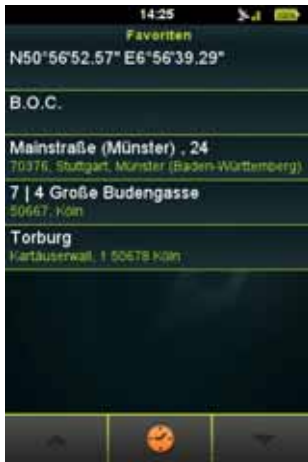 14:25
Favoriten
N50°56'52.57" E6°56'39.29"
B.O.C.
Mainstraße (Münster) , 24
70376, Stuttgart, Münster (Baden-Württemberg)
7 | 4 Große Budengasse
50667, Köln
Torburg
Kartäuserwall, 1 50678 Köln